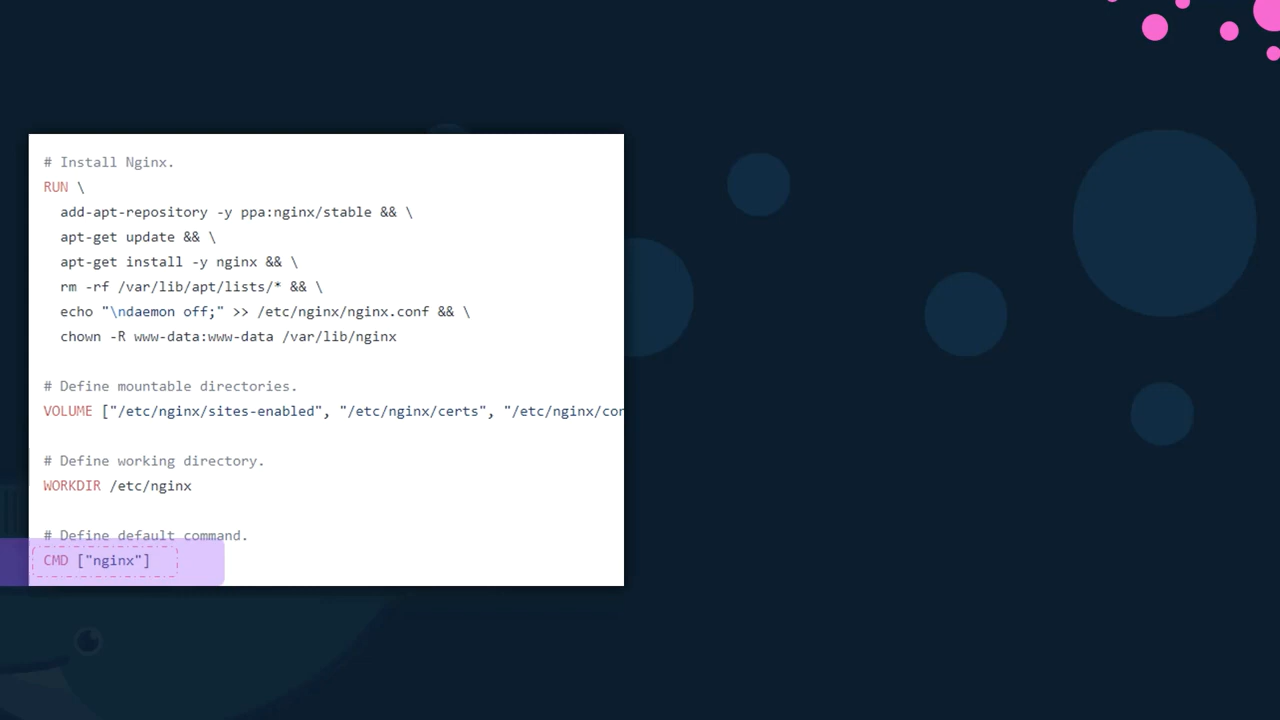 # Install Nginx.
RUN \
add-apt-repository -y ppa:nginx/stable && \
apt-get update && \
apt-get install -y nginx && \
rm -rf /var/lib/apt/lists/* && \
echo "\ndaemon off;" >> /etc/nginx/nginx.conf && \
chown -R www-data:www-data /var/lib/nginx
# Define mountable directories.
VOLUME ["/etc/nginx/sites-enabled", "/etc/nginx/certs", "/etc/nginx/con
# Define working directory.
WORKDIR /etc/nginx
# Define default command.
CMD ["nginx"]